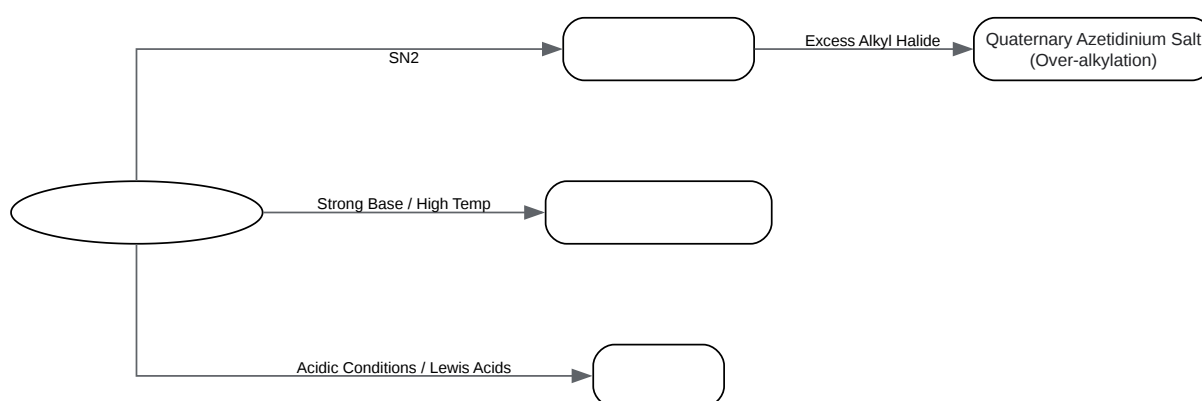 Excess Alkyl Halide
Quaternary Azetidinium Salt
(Over-alkylation)
SN2
Strong Base / High Temp
Acidic Conditions / Lewis Acids